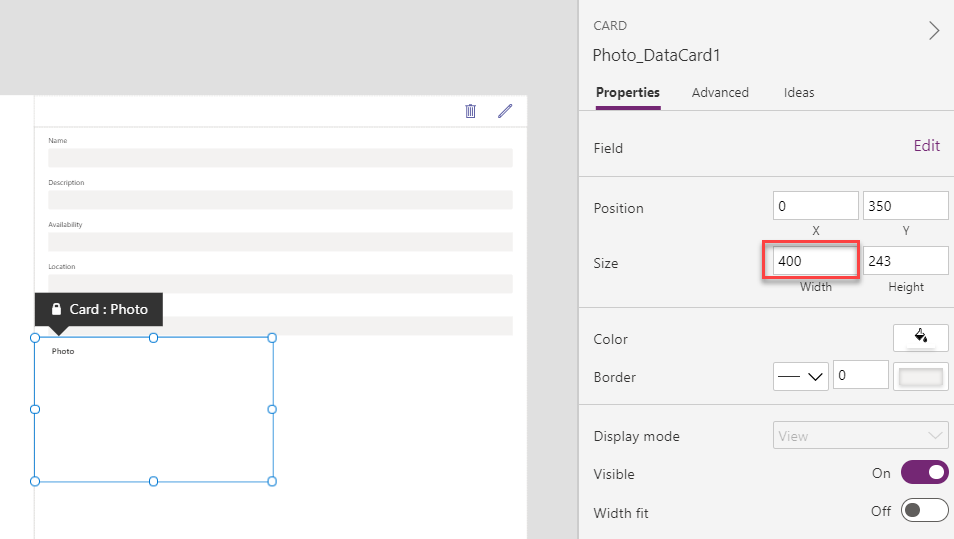 Name
Description
Availability
Location
Card : Photo
Photo
CARD
Photo_DataCard1
Properties Advanced Ideas
Field Edit
Position 0 350
X Y
Size 400 243
Width Height
Color
Border 0
Display mode View
Visible On
Width fit Off